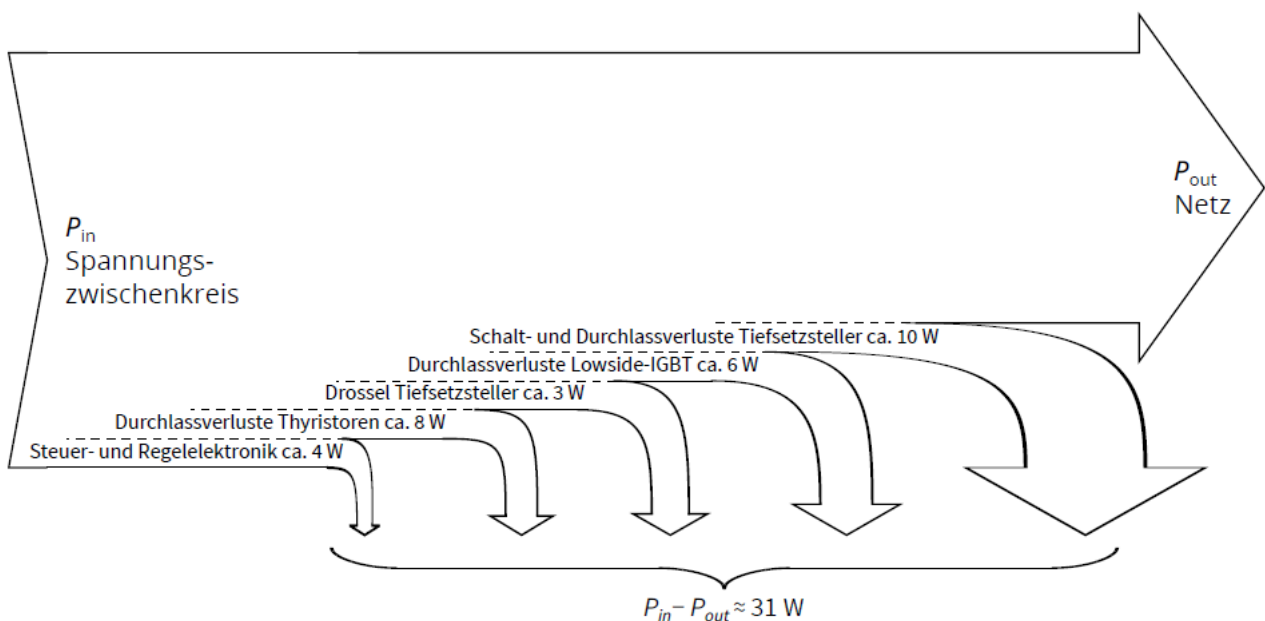 P_out
Netz
P_in
Spannungs-
zwischenkreis
Schalt- und Durchlassverluste Tiefsetzsteller ca. 10 W
Durchlassverluste Lowside-IGBT ca. 6 W
Drossel Tiefsetzsteller ca. 3 W
Durchlassverluste Thyristoren ca. 8 W
Steuer- und Regelelektronik ca. 4 W
P_in – P_out ≈ 31 W